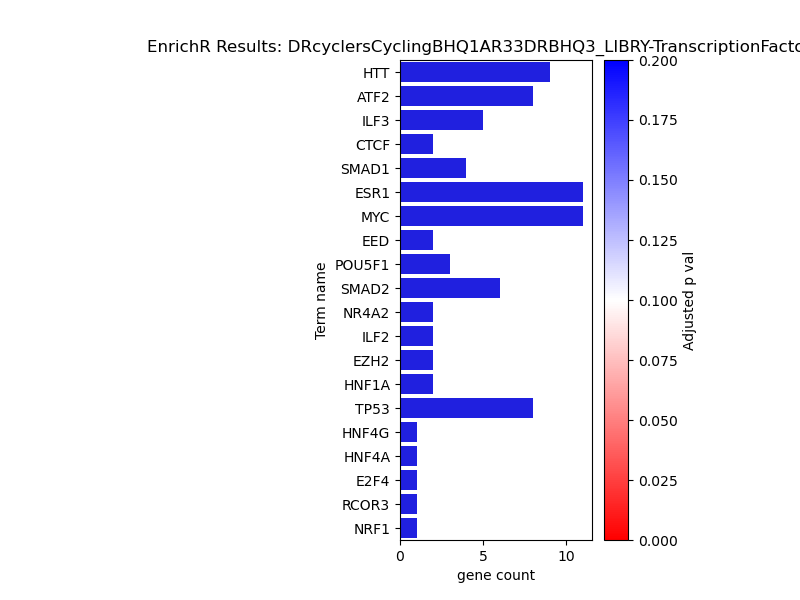 EnrichR Results: DRcyclersCyclingBHQ1AR33DRBHQ3_LIBRY-TranscriptionFacto
Term name
HTT
ATF2
ILF3
CTCF
SMAD1
ESR1
MYC
EED
POU5F1
SMAD2
NR4A2
ILF2
EZH2
HNF1A
TP53
HNF4G
HNF4A
E2F4
RCOR3
NRF1
0 5 10
gene count
0.200
0.175
0.150
0.125
0.100
0.075
0.050
0.025
0.000
Adjusted p val